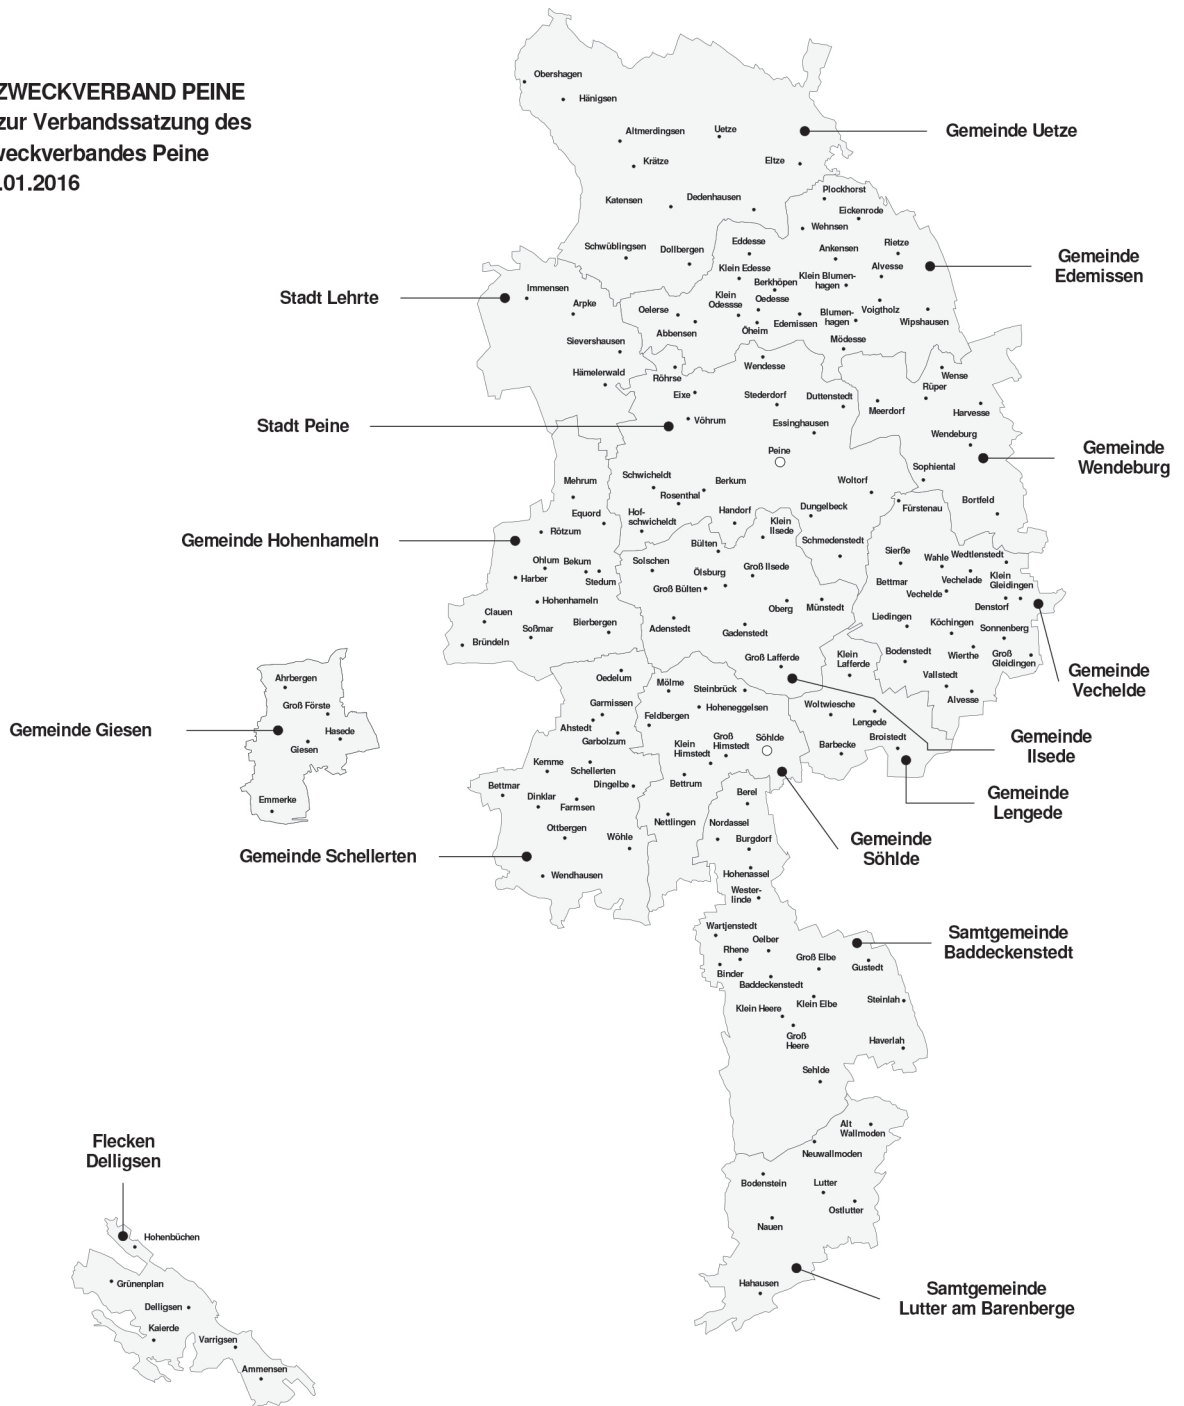 ZWECKVERBAND PEINE
zur Verbandssatzung des
weckverbandes Peine
.01.2016
Obershagen
Hänigsen
Altmerdingsen
Uetze
Gemeinde Uetze
Krätze
Eltze
Katensen
Dedenhausen
Plockhorst
Eickenrode
Wehnsen
Schwüblingsen
Dollbergen
Eddesse
Ankensen
Rietze
Gemeinde
Edemissen
Klein Edesse
Alvesse
Berkhöpen
Klein Blumen-
hagen
Stadt Lehrte
Immensen
Arpke
Klein
Odessse
Oedesse
Oelerse
Abbensen
Öheim
Edemissen
Blumen-
hagen
Voigtholz
Wipshausen
Sievershausen
Mödesse
Hämelerwald
Röhrse
Wendesse
Wense
Rüper
Eixe
Stederdorf
Duttenstedt
Meerdorf
Harvesse
Stadt Peine
Vöhrum
Essinghausen
Wendeburg
Peine
Gemeinde
Wendeburg
Sophiental
Mehrum
Schwicheldt
Rosenthal
Berkum
Woltorf
Bortfeld
Equord
Hof-
schwicheldt
Handorf
Klein
Ilsede
Dungelbeck
Fürstenau
Gemeinde Hohenhameln
Rötzum
Bülten
Schmedenstedt
Sierße
Wahle
Wedtlenstedt
Ohlum
Bekum
Solschen
Ölsburg
Groß Ilsede
Harber
Stedum
Groß Bülten
Bettmar
Vechelade
Klein
Gleidingen
Vechelde
Hohenhameln
Oberg
Münstedt
Denstorf
Clauen
Soßmar
Bierbergen
Adenstedt
Gadenstedt
Liedingen
Köchingen
Sonnenberg
Bründeln
Groß Lafferde
Klein
Lafferde
Bodenstedt
Wierthe
Groß
Gleidingen
Gemeinde
Vechelde
Vallstedt
Alvesse
Ahrbergen
Oedelum
Mölme
Steinbrück
Groß Förste
Garmissen
Feldbergen
Hoheneggelsen
Woltwiesche
Lengede
Gemeinde Giesen
Hasede
Giesen
Ahstedt
Garbolzum
Klein
Himstedt
Groß
Himstedt
Söhlde
Barbecke
Broistedt
Gemeinde
Ilsede
Kemme
Schellerten
Emmerke
Bettmar
Dinklar
Farmsen
Dingelbe
Bettrum
Berel
Gemeinde
Lengede
Ottbergen
Wöhle
Nettlingen
Nordassel
Burgdorf
Gemeinde
Söhlde
Gemeinde Schellerten
Wendhausen
Hohenassel
Wester-
linde
Wartjenstedt
Oelber
Samtgemeinde
Baddeckenstedt
Rhene
Groß Elbe
Gustedt
Binder
Baddeckenstedt
Klein Heere
Klein Elbe
Steinlah
Groß
Heere
Haverlah
Sehlde
Alt
Wallmoden
Neuwallmoden
Flecken
Delligsen
Bodenstein
Lutter
Ostlutter
Nauen
Hohenbüchen
Grünenplan
Hahausen
Samtgemeinde
Lutter am Barenberge
Delligsen
Kaierde
Varrigsen
Ammensen